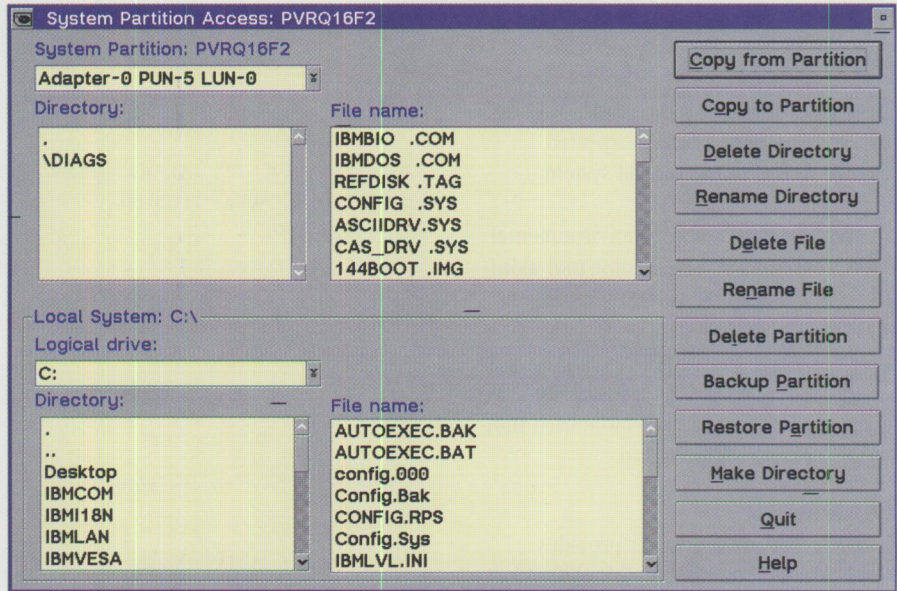 System Partition Access: PVRQ16F2
System Partition: PVRQ16F2
Adapter-0 PUN-5 LUN-0
Directory:
.
\DIAGS
File name:
IBMBIO .COM
IBMDOS .COM
REFDISK .TAG
CONFIG .SYS
ASCIIDRV.SYS
CAS_DRV .SYS
144BOOT .IMG
Local System: C:\
Logical drive:
C:
Directory:
.
..
Desktop
IBMCOM
IBMI18N
IBMLAN
IBMVESA
File name:
AUTOEXEC.BAK
AUTOEXEC.BAT
config.000
Config.Bak
CONFIG.RPS
Config.Sys
IBMLVL.INI
Copy from Partition
Copy to Partition
Delete Directory
Rename Directory
Delete File
Rename File
Delete Partition
Backup Partition
Restore Partition
Make Directory
Quit
Help